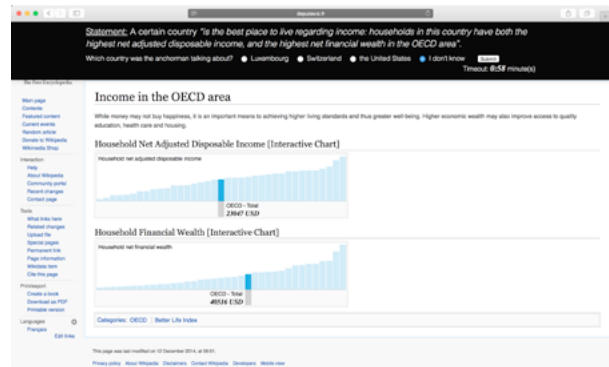 Statement: A certain country "is the best place to live regarding income: households in this country have both the
highest net adjusted disposable income, and the highest net financial wealth in the OECD area".
Which country was the anchorman talking about? Luxembourg Switzerland the United States I don't know Submit
Timeout: 0:58 minute(s)
The Free Encyclopedia
Main page
Contents
Featured content
Current events
Random article
Donate to Wikipedia
Wikimedia Shop
Interaction
Help
About Wikipedia
Community portal
Recent changes
Contact page
Tools
What links here
Related changes
Upload file
Special pages
Permanent link
Page information
Wikidata item
Cite this page
Print/export
Create a book
Download as PDF
Printable version
Languages
Français
Edit links
Income in the OECD area
While money may not buy happiness, it is an important means to achieving higher living standards and thus greater well-being. Higher economic wealth may also improve access to quality
education, health care and housing.
Household Net Adjusted Disposable Income [Interactive Chart]
Household net adjusted disposable income
OECD - Total
23047 USD
Household Financial Wealth [Interactive Chart]
Household net financial wealth
OECD - Total
40516 USD
Categories: OECD | Better Life Index
This page was last modified on 10 December 2014, at
Privacy policy About Wikipedia Disclaimers Contact Wikipedia Developers Mobile view